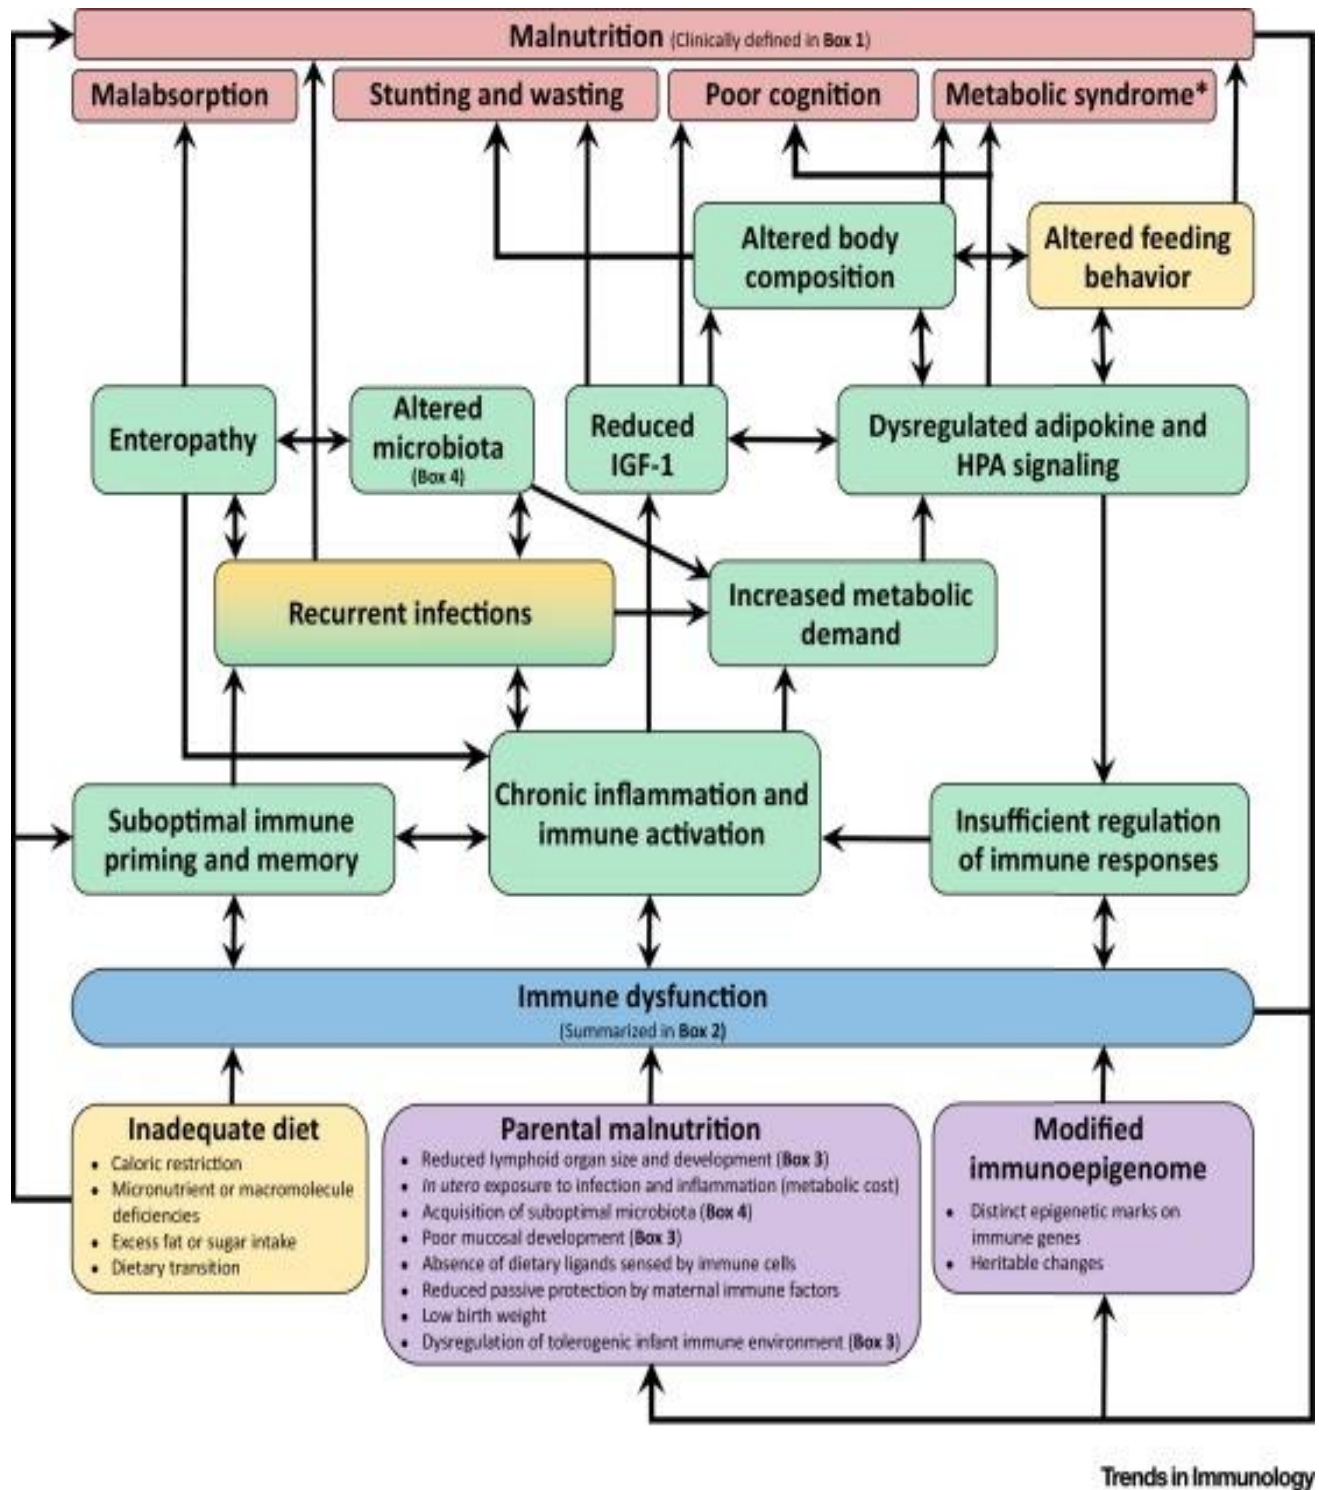 Malnutrition (Clinically defined in Box 1)
Malabsorption
Stunting and wasting
Poor cognition
Metabolic syndrome*
Altered body
composition
Altered feeding
behavior
Enteropathy
Altered
microbiota
(Box 4)
Reduced
IGF-1
Dysregulated adipokine and
HPA signaling
Recurrent infections
Increased metabolic
demand
Suboptimal immune
priming and memory
Chronic inflammation and
immune activation
Insufficient regulation
of immune responses
Immune dysfunction
(Summarized in Box 2)
Inadequate diet
• Caloric restriction
• Micronutrient or macromolecule
deficiencies
• Excess fat or sugar intake
• Dietary transition
Parental malnutrition
• Reduced lymphoid organ size and development (Box 3)
• In utero exposure to infection and inflammation (metabolic cost)
• Acquisition of suboptimal microbiota (Box 4)
• Poor mucosal development (Box 3)
• Absence of dietary ligands sensed by immune cells
• Reduced passive protection by maternal immune factors
• Low birth weight
• Dysregulation of tolerogenic infant immune environment (Box 3)
Modified
immunoepigenome
• Distinct epigenetic marks on
immune genes
• Heritable changes
Trends in Immunology